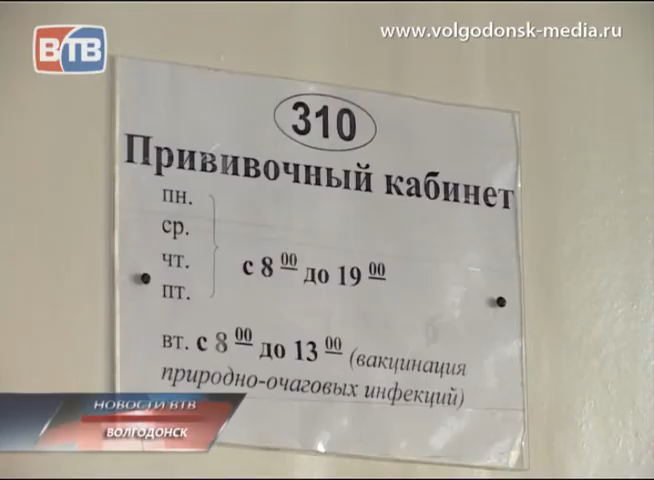 ВТВ
www.volgodonsk-media.ru
310
Прививочный кабинет
пн.
ср.
чт.
пт.
с 8 00 до 19 00
вт. с 8 00 до 13 00 (вакцинация
природно-очаговых инфекций)
НОВОСТИ ВТВ
ВОЛГОДОНСК